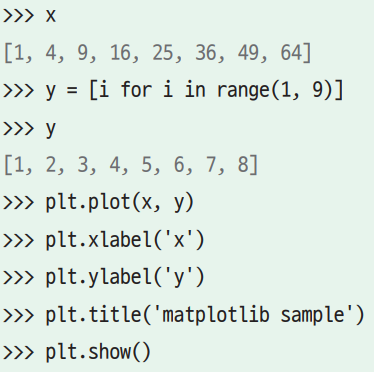 >>> x
[1, 4, 9, 16, 25, 36, 49, 64]
>>> y = [i for i in range(1, 9)]
>>> y
[1, 2, 3, 4, 5, 6, 7, 8]
>>> plt.plot(x, y)
>>> plt.xlabel('x')
>>> plt.ylabel('y')
>>> plt.title('matplotlib sample')
>>> plt.show()